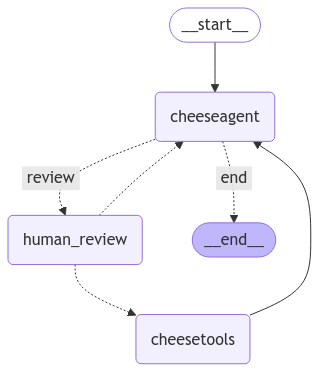 __start__
cheeseagent
review
end
human_review
__end__
cheesetools